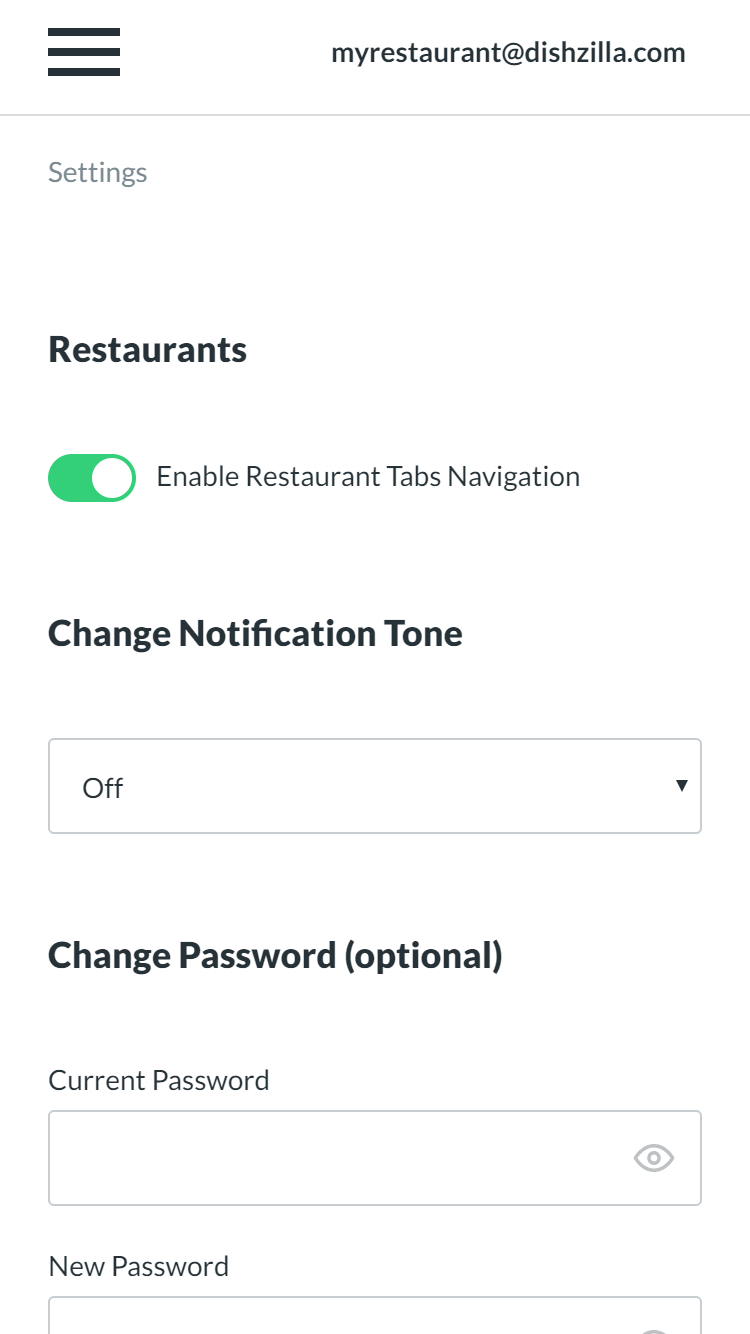 myrestaurant@dishzilla.com
Settings
Restaurants
Enable Restaurant Tabs Navigation
Change Notification Tone
Off
Change Password (optional)
Current Password
New Password